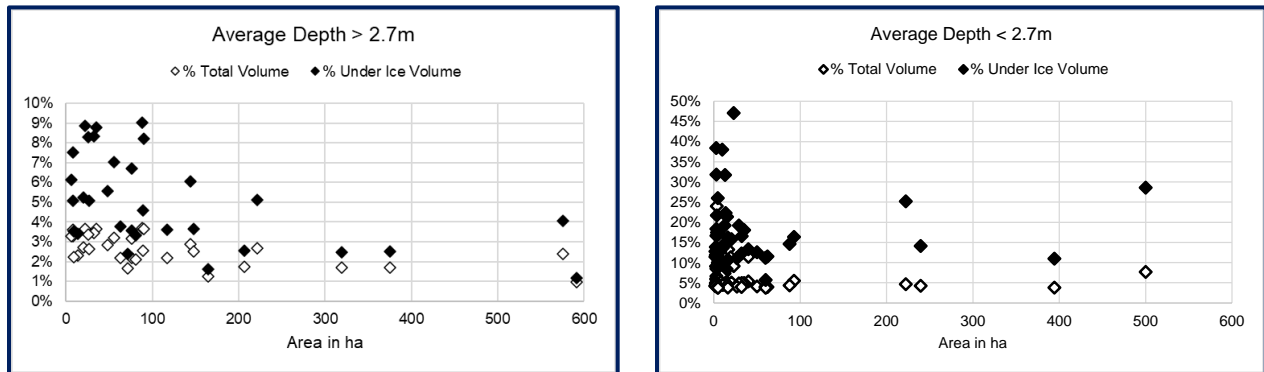 Average Depth > 2.7m
◇ % Total Volume ◆ % Under Ice Volume
10%
9%
8%
7%
6%
5%
4%
3%
2%
1%
0%
0 100 200 300 400 500 600
Area in ha
Average Depth < 2.7m
◇ % Total Volume ◆ % Under Ice Volume
50%
45%
40%
35%
30%
25%
20%
15%
10%
5%
0%
0 100 200 300 400 500 600
Area in ha